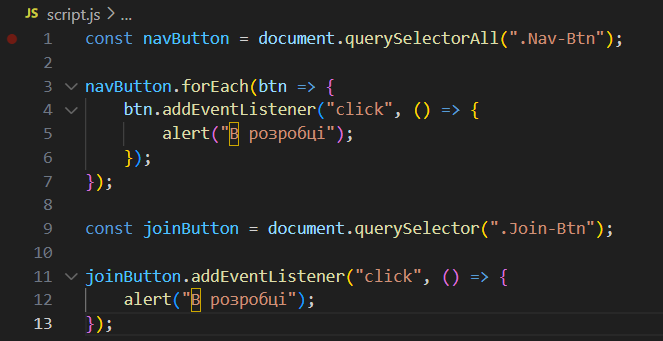 JS script.js > ...
1 const navButton = document.querySelectorAll(".Nav-Btn");
2
3 navButton.forEach(btn => {
4     btn.addEventListener("click", () => {
5         alert("В розробці");
6     });
7 });
8
9 const joinButton = document.querySelector(".Join-Btn");
10
11 joinButton.addEventListener("click", () => {
12     alert("В розробці");
13 });